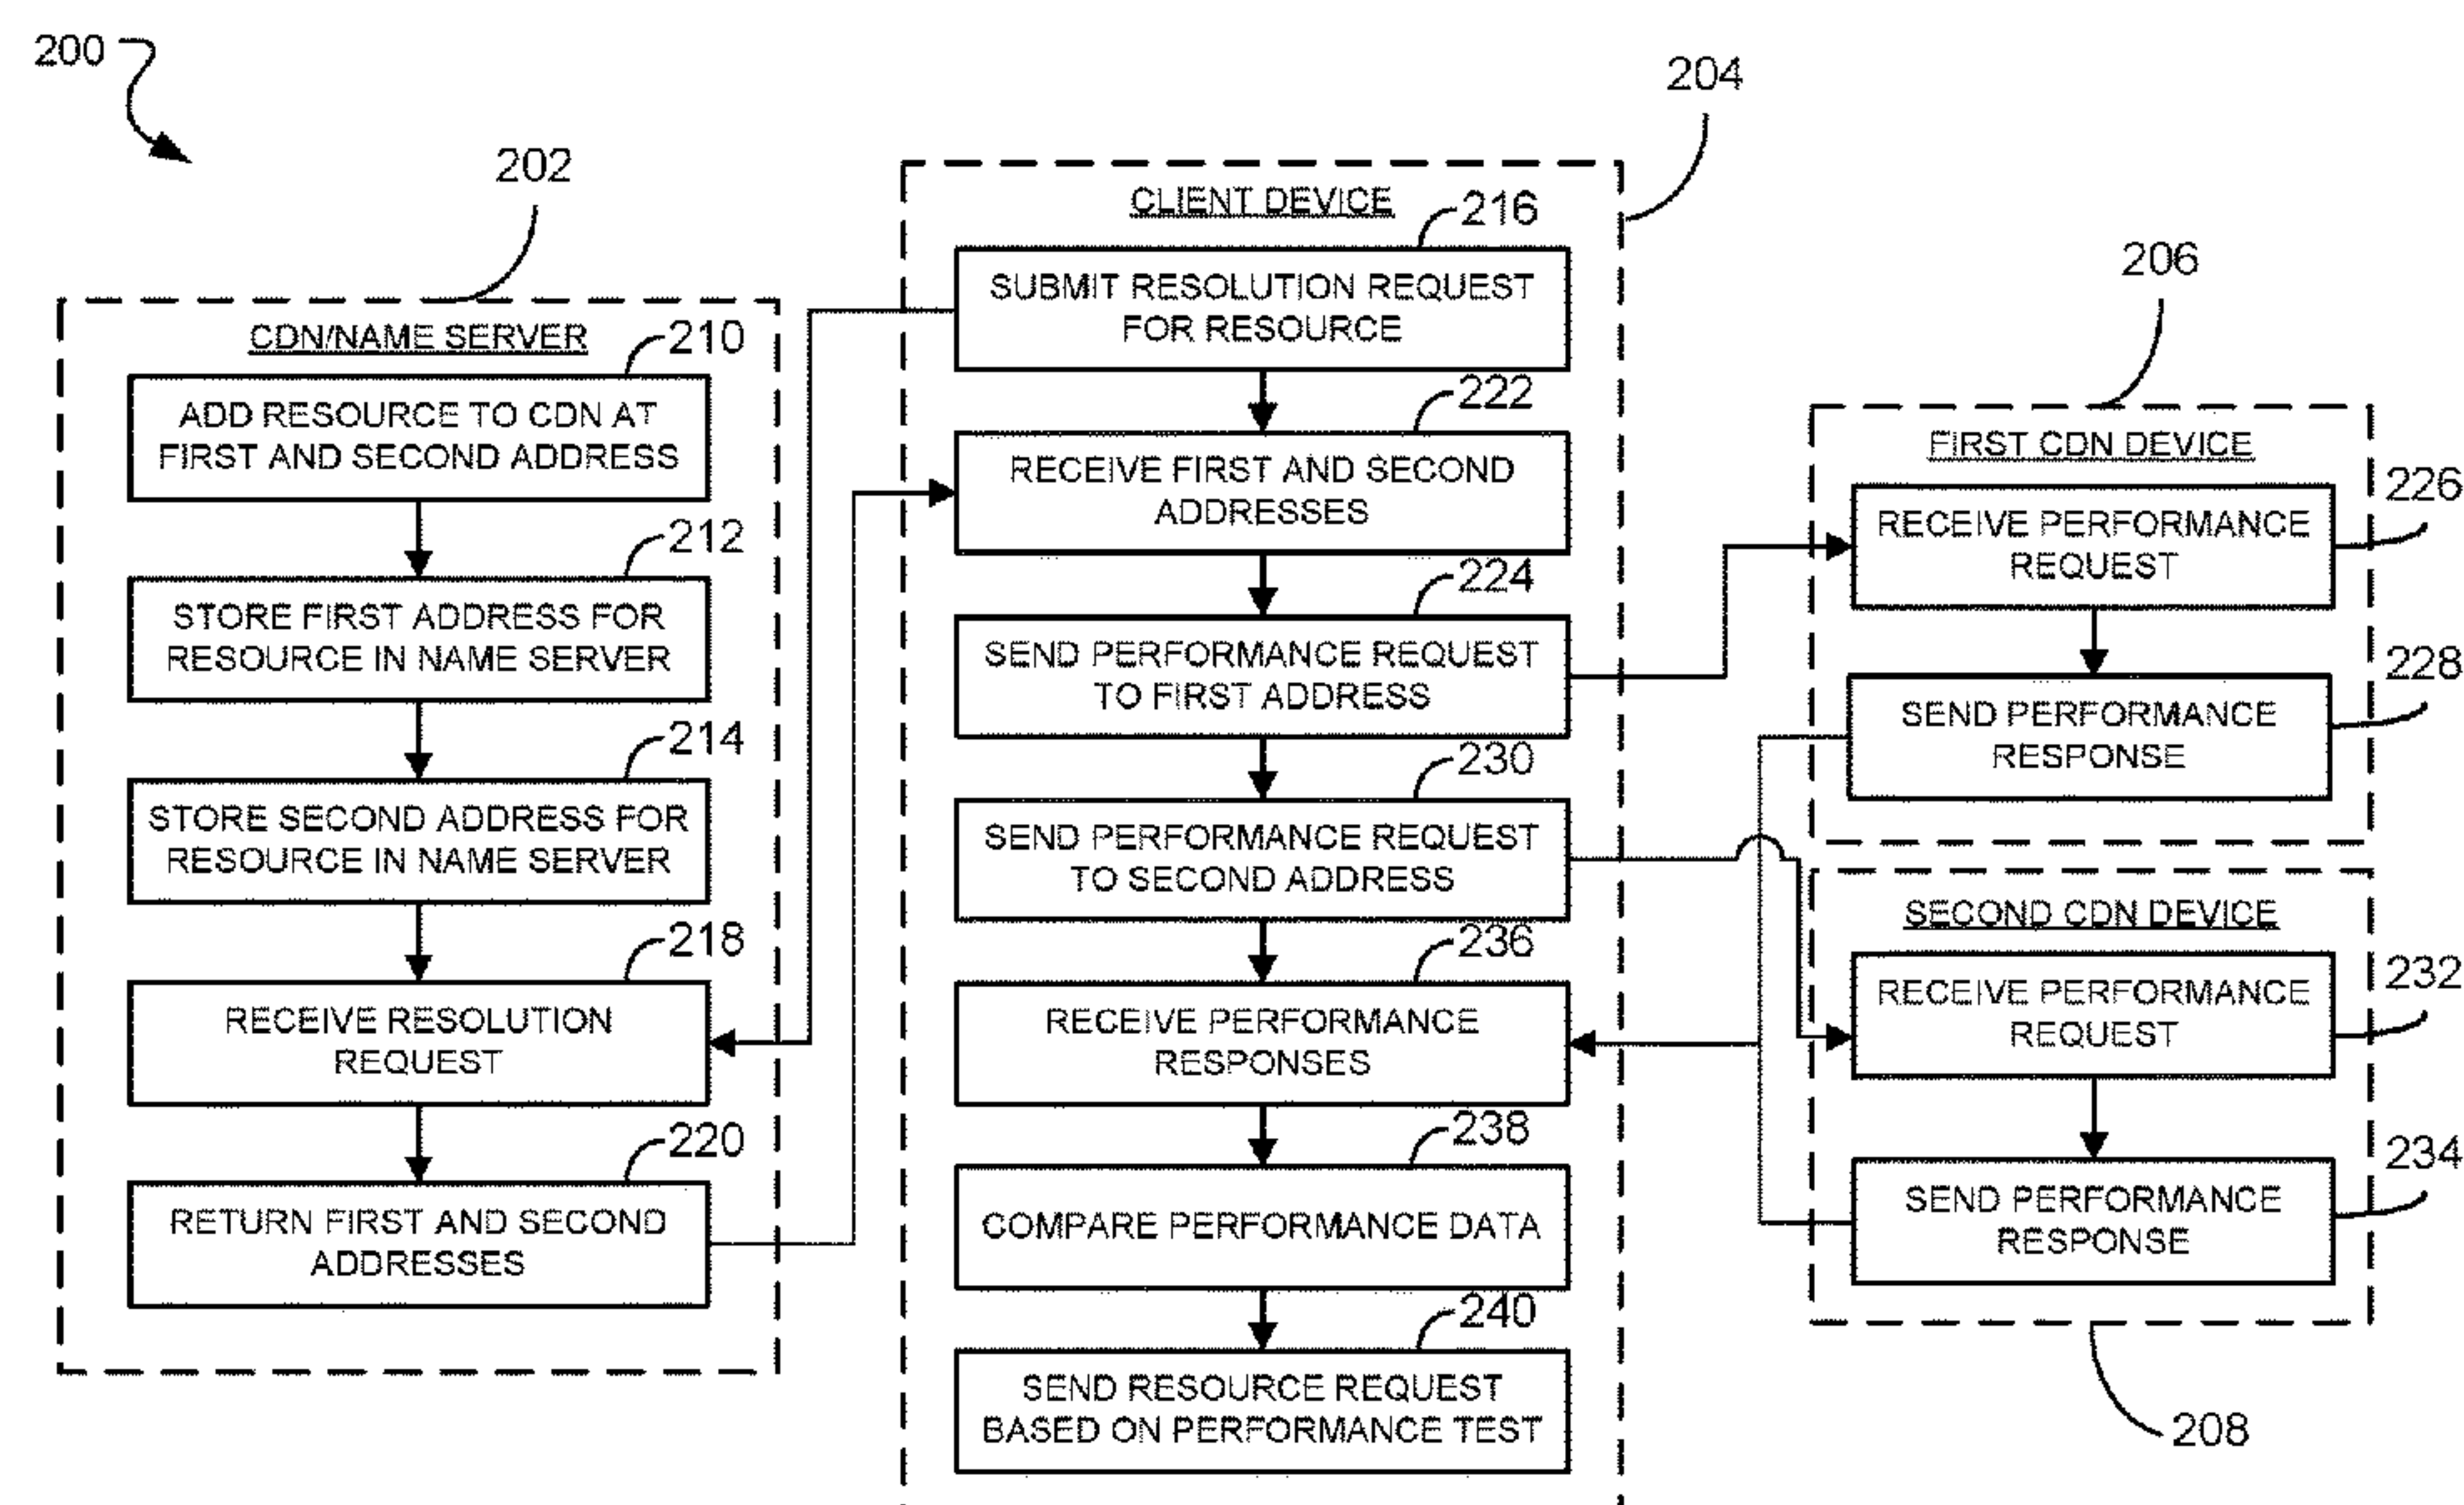 200
202
CDN/NAME SERVER
210
ADD RESOURCE TO CDN AT
FIRST AND SECOND ADDRESS
212
STORE FIRST ADDRESS FOR
RESOURCE IN NAME SERVER
214
STORE SECOND ADDRESS FOR
RESOURCE IN NAME SERVER
218
RECEIVE RESOLUTION
REQUEST
220
RETURN FIRST AND SECOND
ADDRESSES
204
CLIENT DEVICE
216
SUBMIT RESOLUTION REQUEST
FOR RESOURCE
222
RECEIVE FIRST AND SECOND
ADDRESSES
224
SEND PERFORMANCE REQUEST
TO FIRST ADDRESS
230
SEND PERFORMANCE REQUEST
TO SECOND ADDRESS
236
RECEIVE PERFORMANCE
RESPONSES
238
COMPARE PERFORMANCE DATA
240
SEND RESOURCE REQUEST
BASED ON PERFORMANCE TEST
206
FIRST CDN DEVICE
226
RECEIVE PERFORMANCE
REQUEST
228
SEND PERFORMANCE
RESPONSE
SECOND CDN DEVICE
232
RECEIVE PERFORMANCE
REQUEST
234
SEND PERFORMANCE
RESPONSE
208